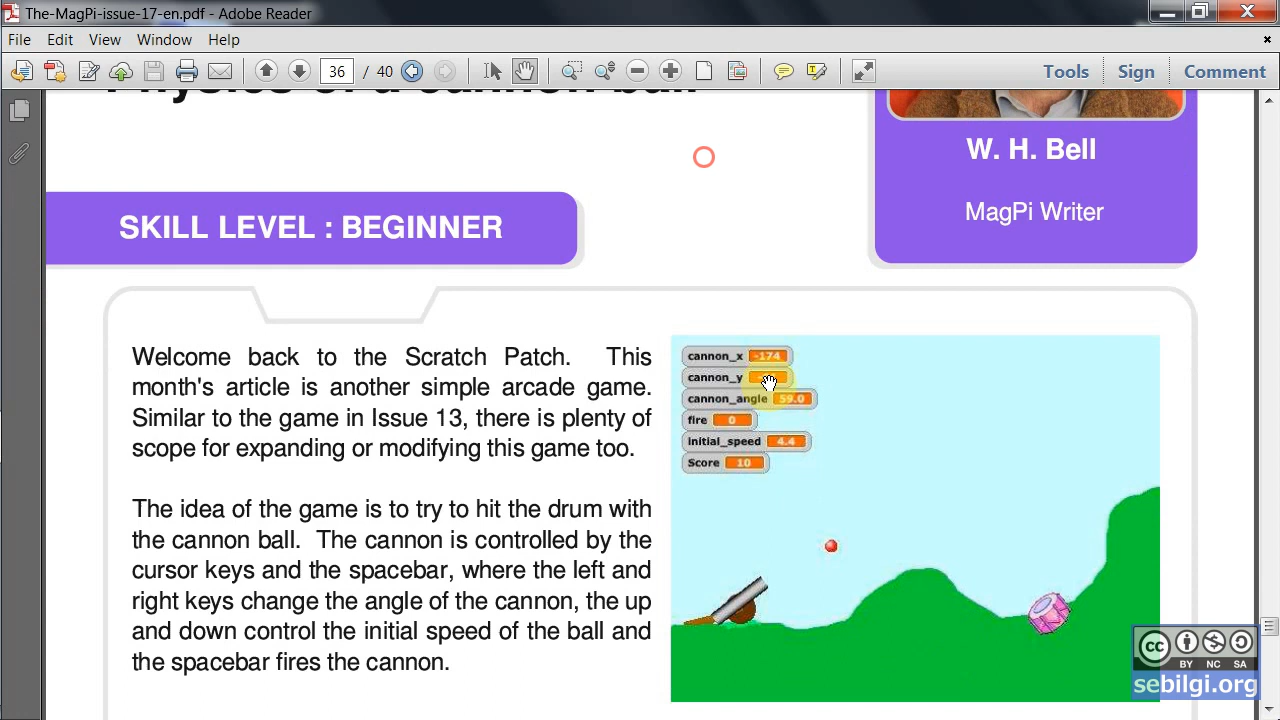 The-MagPi-issue-17-en.pdf - Adobe Reader
File Edit View Window Help
36 / 40
Tools Sign Comment
Physics of a cannon ball
W. H. Bell
MagPi Writer
SKILL LEVEL : BEGINNER
Welcome back to the Scratch Patch. This
month's article is another simple arcade game.
Similar to the game in Issue 13, there is plenty of
scope for expanding or modifying this game too.
The idea of the game is to try to hit the drum with
the cannon ball. The cannon is controlled by the
cursor keys and the spacebar, where the left and
right keys change the angle of the cannon, the up
and down control the initial speed of the ball and
the spacebar fires the cannon.
cannon_x -174
cannon_y
cannon_angle 59.0
fire 0
initial_speed 4.4
Score 10
cc
BY NC SA
sebilgi.org